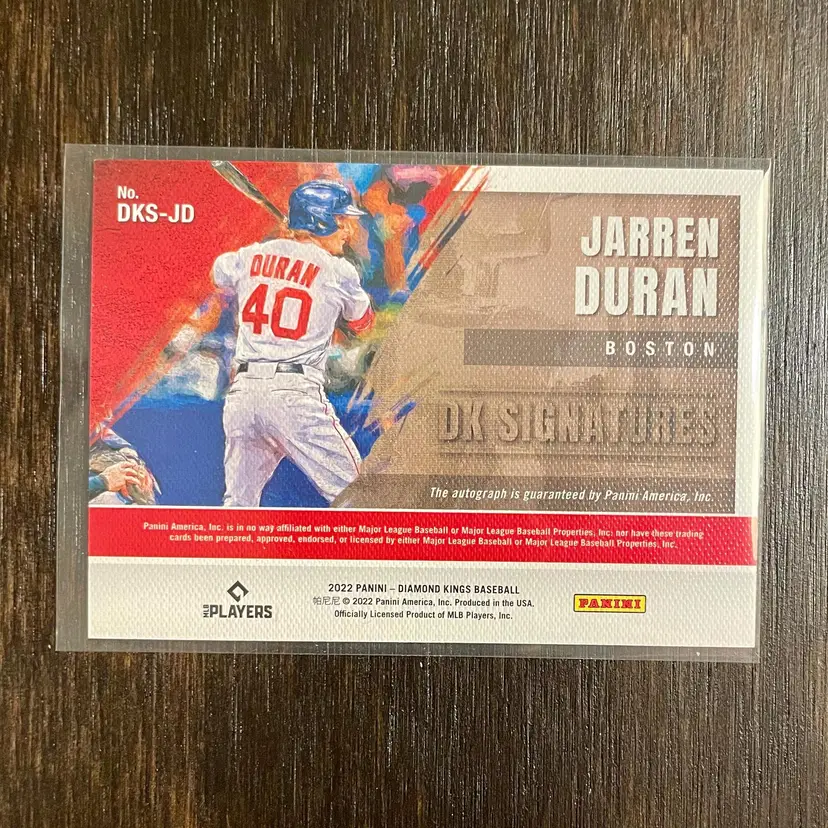 No.
DKS-JD
DURAN
40
JARREN
DURAN
BOSTON
DK SIGNATURES
The autograph is guaranteed by Panini America, Inc.
Panini America, Inc. is in no way affiliated with either Major League Baseball or Major League Baseball Properties, Inc; nor have these trading
cards been prepared, approved, endorsed, or licensed by either Major League Baseball or Major League Baseball Properties, Inc.
MLB PLAYERS
2022 PANINI – DIAMOND KINGS BASEBALL
帕尼尼 © 2022 Panini America, Inc. Produced in the USA.
Officially Licensed Product of MLB Players, Inc.
PANINI